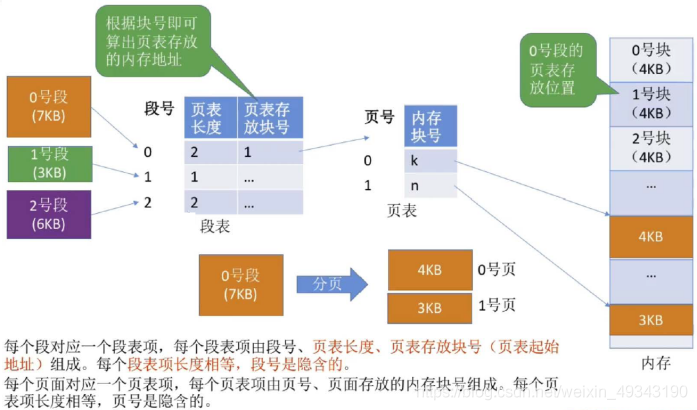 根据块号即可
算出页表存放
的内存地址
0号段的
页表存
放位置
0号段
(7KB)
1号段
(3KB)
2号段
(6KB)
段号
页表
长度
页表存
放块号
0
2
1
1
1
...
2
2
...
段表
页号
内存
块号
0
k
1
n
页表
0号块
(4KB)
1号块
(4KB)
2号块
(4KB)
...
4KB
...
3KB
内存
0号段
(7KB)
分页
4KB
0号页
3KB
1号页
每个段对应一个段表项，每个段表项由段号、页表长度、页表存放块号（页表起始
地址）组成。每个段表项长度相等，段号是隐含的。
每个页面对应一个页表项，每个页表项由页号、页面存放的内存块号组成。每个页
表项长度相等，页号是隐含的。
https://blog.csdn.net/weixin_49343190